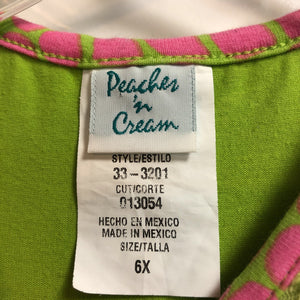 Peaches
'n
Cream
STYLE/ESTILO
33-3201
CUT/CORTE
013054
HECHO EN MEXICO
MADE IN MEXICO
SIZE/TALLA
6X